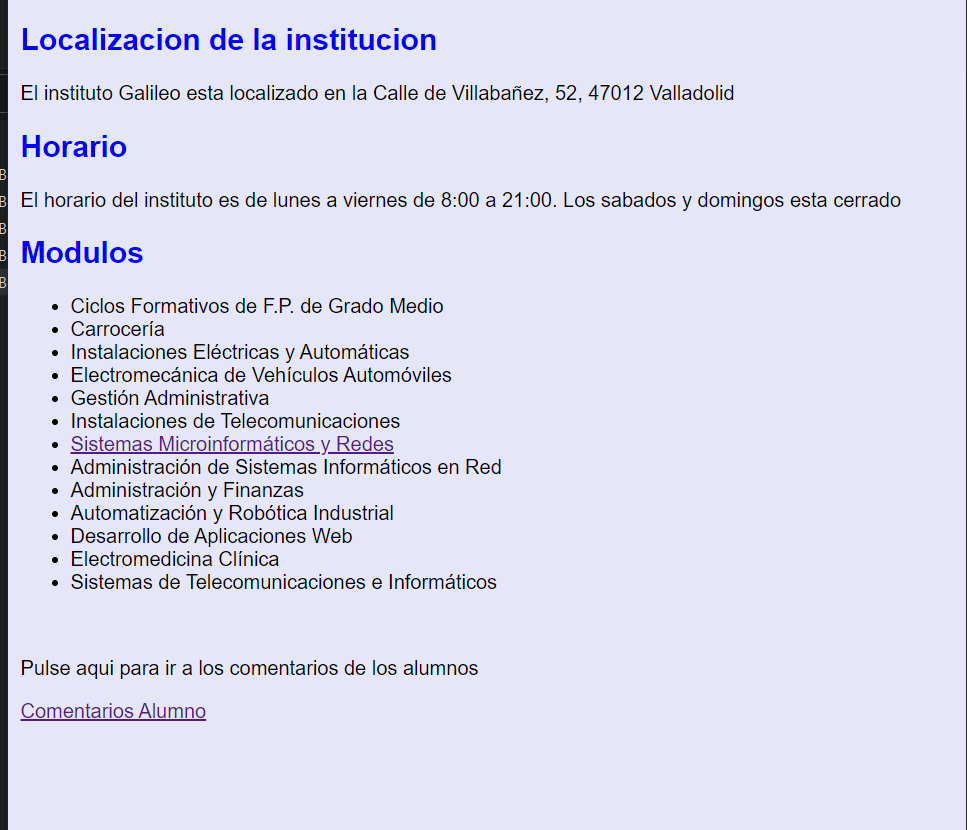 Localizacion de la institucion
El instituto Galileo esta localizado en la Calle de Villabañez, 52, 47012 Valladolid
Horario
El horario del instituto es de lunes a viernes de 8:00 a 21:00. Los sabados y domingos esta cerrado
Modulos
Ciclos Formativos de F.P. de Grado Medio
Carrocería
Instalaciones Eléctricas y Automáticas
Electromecánica de Vehículos Automóviles
Gestión Administrativa
Instalaciones de Telecomunicaciones
Sistemas Microinformáticos y Redes
Administración de Sistemas Informáticos en Red
Administración y Finanzas
Automatización y Robótica Industrial
Desarrollo de Aplicaciones Web
Electromedicina Clínica
Sistemas de Telecomunicaciones e Informáticos
Pulse aqui para ir a los comentarios de los alumnos
Comentarios Alumno